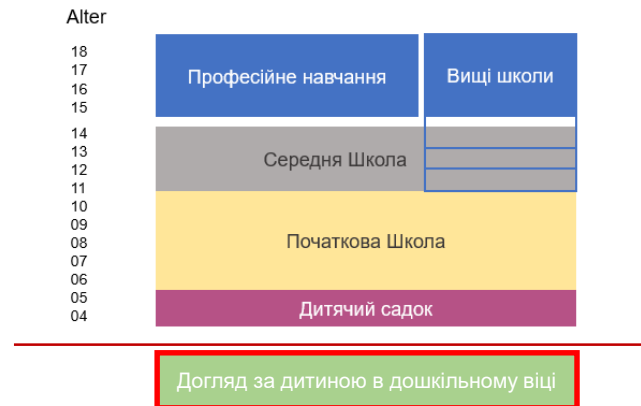 Alter
18
17
16
15
14
13
12
11
10
09
08
07
06
05
04
Професійне навчання
Вищі школи
Середня Школа
Початкова Школа
Дитячий садок
Догляд за дитиною в дошкільному віці